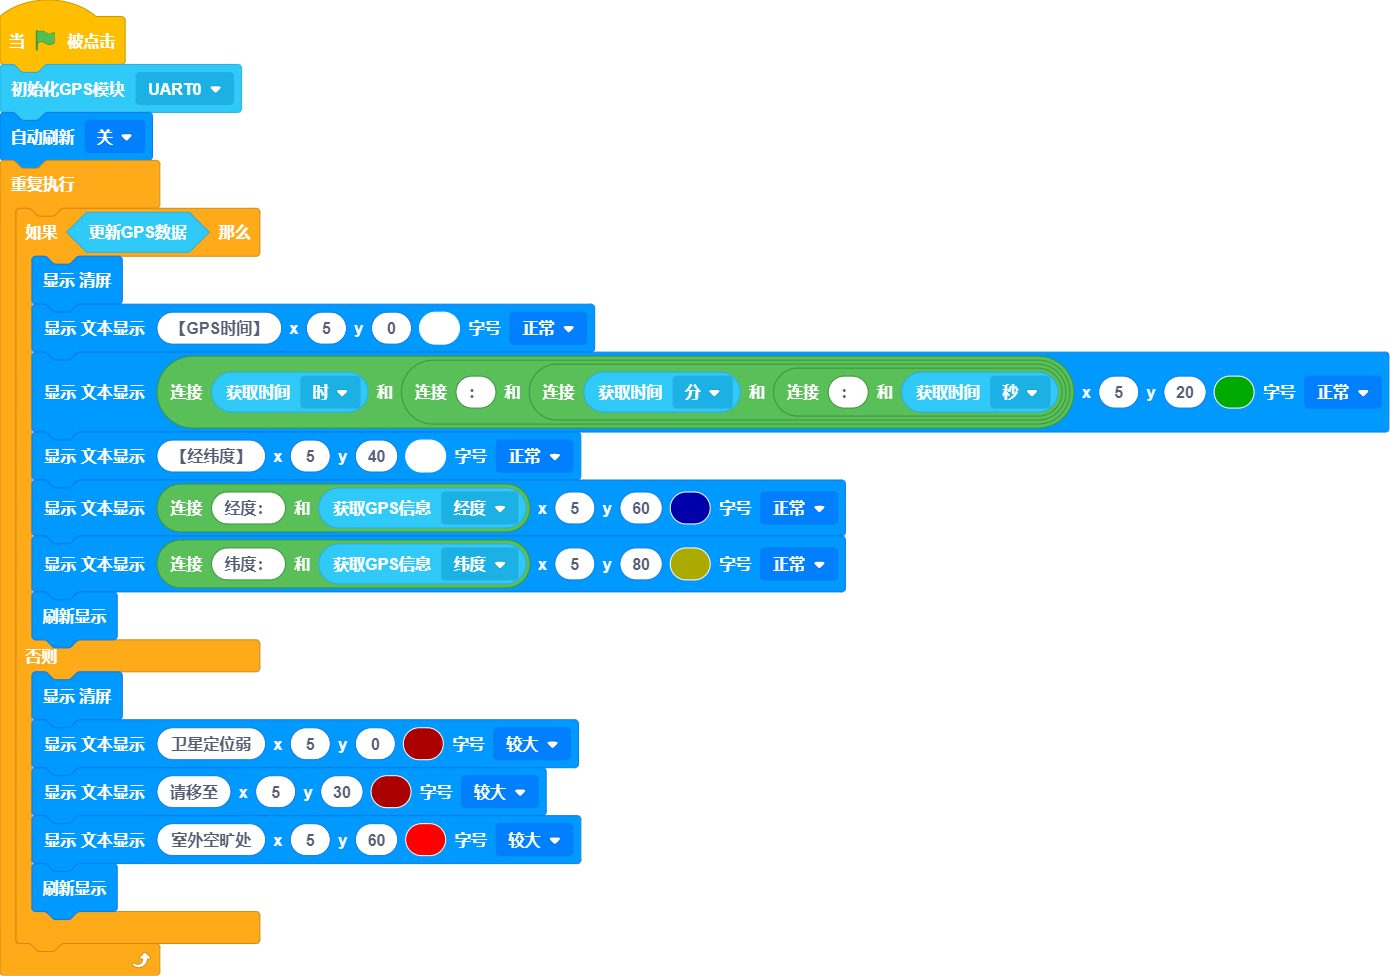 当 被点击
初始化GPS模块 UART0
自动刷新 关
重复执行
如果 更新GPS数据 那么
显示 清屏
显示 文本显示 【GPS时间】 x 5 y 0 字号 正常
显示 文本显示 连接 获取时间 时 和 连接 : 和 连接 获取时间 分 和 连接 : 和 获取时间 秒 x 5 y 20 字号 正常
显示 文本显示 【经纬度】 x 5 y 40 字号 正常
显示 文本显示 连接 经度： 和 获取GPS信息 经度 x 5 y 60 字号 正常
显示 文本显示 连接 纬度： 和 获取GPS信息 纬度 x 5 y 80 字号 正常
刷新显示
否则
显示 清屏
显示 文本显示 卫星定位弱 x 5 y 0 字号 较大
显示 文本显示 请移至 x 5 y 30 字号 较大
显示 文本显示 室外空旷处 x 5 y 60 字号 较大
刷新显示